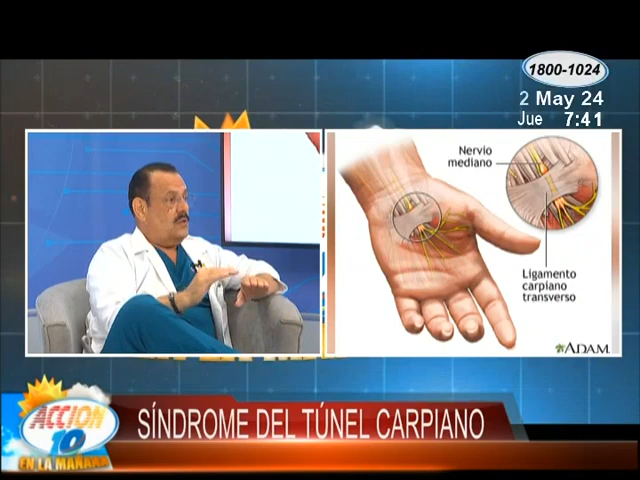 1800-1024
2 May 24
Jue 7:41
Nervio
mediano
Ligamento
carpiano
transverso
ADAM.
SÍNDROME DEL TÚNEL CARPIANO
ACCION
10
EN LA MAÑANA